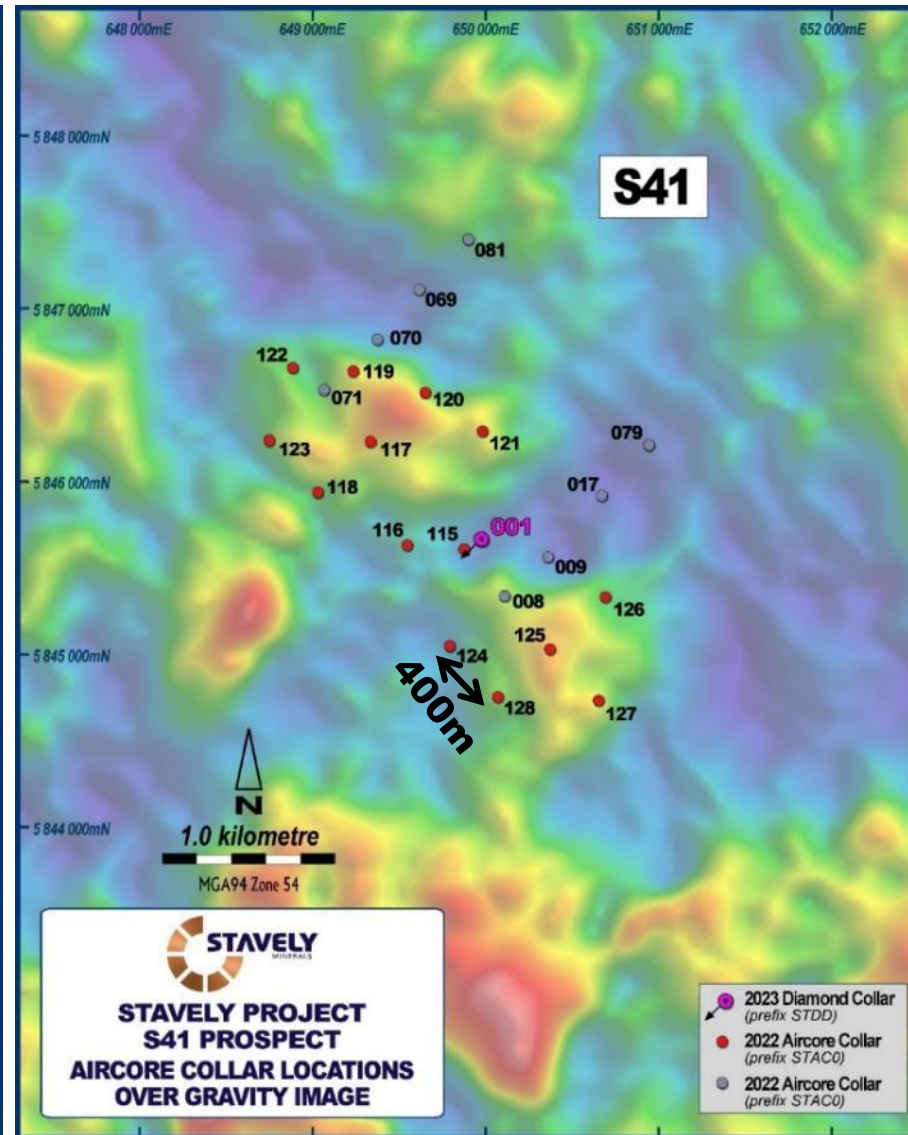 648 000mE
649 000mE
650 000mE
651 000mE
652 000mE
5 848 000mN
S41
081
069
5 847 000mN
070
122
119
071
120
079
121
123
117
5 846 000mN
017
118
001
116
115
009
008
126
125
5 845 000mN
124
400m
128
127
N
5 844 000mN
1.0 kilometre
MGA94 Zone 54
STAVELY
MINERALS
STAVELY PROJECT
S41 PROSPECT
AIRCORE COLLAR LOCATIONS
OVER GRAVITY IMAGE
2023 Diamond Collar
(prefix STDD)
2022 Aircore Collar
(prefix STAC0)
2022 Aircore Collar
(prefix STAC0)